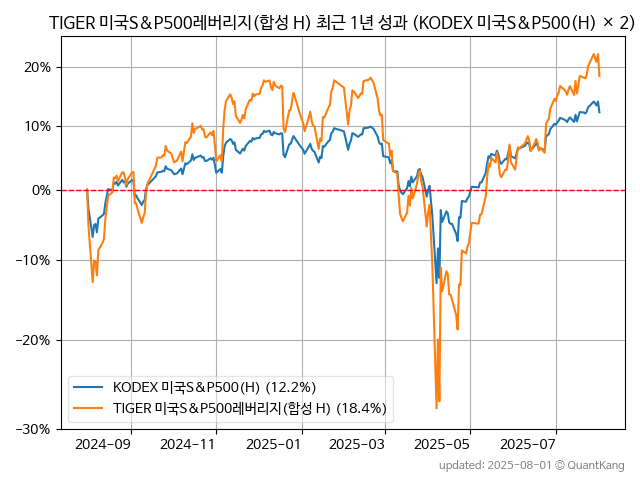 TIGER 미국S&P500레버리지(합성 H) 최근 1년 성과 (KODEX 미국S&P500(H) × 2)
20%
10%
0%
−10%
−20%
−30%
KODEX 미국S&P500(H) (12.2%)
TIGER 미국S&P500레버리지(합성 H) (18.4%)
2024−09 2024−11 2025−01 2025−03 2025−05 2025−07
updated: 2025-08-01 © QuantKang